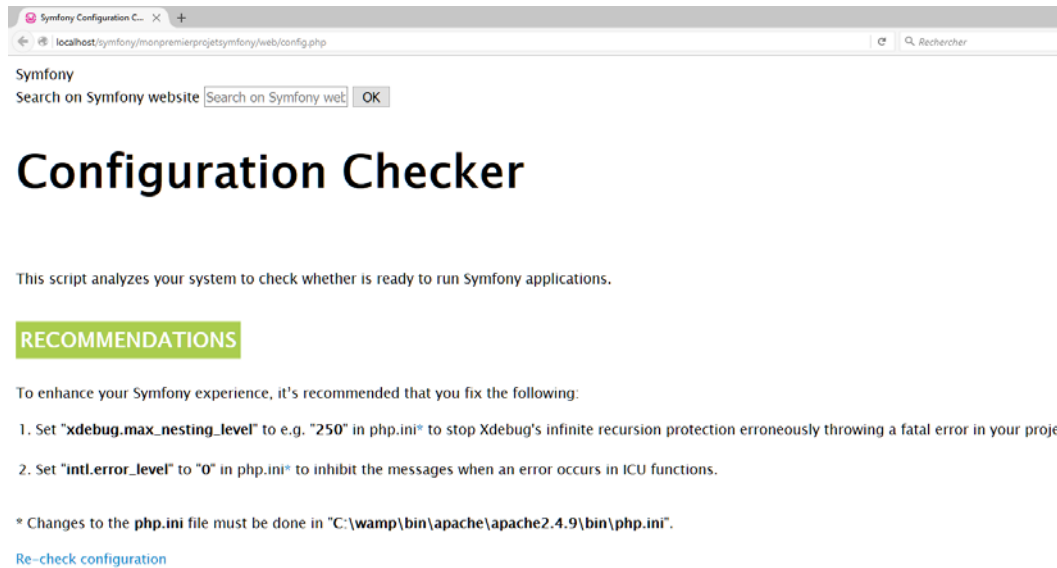 Symfony Configuration C...
localhost/symfony/monpremierprojetsymfony/web/config.php
Rechercher
Symfony
Search on Symfony website Search on Symfony wet OK
Configuration Checker
This script analyzes your system to check whether is ready to run Symfony applications.
RECOMMENDATIONS
To enhance your Symfony experience, it's recommended that you fix the following:
1. Set "xdebug.max_nesting_level" to e.g. "250" in php.ini* to stop Xdebug's infinite recursion protection erroneously throwing a fatal error in your proje
2. Set "intl.error_level" to "0" in php.ini* to inhibit the messages when an error occurs in ICU functions.
* Changes to the php.ini file must be done in "C:\wamp\bin\apache\apache2.4.9\bin\php.ini".
Re-check configuration